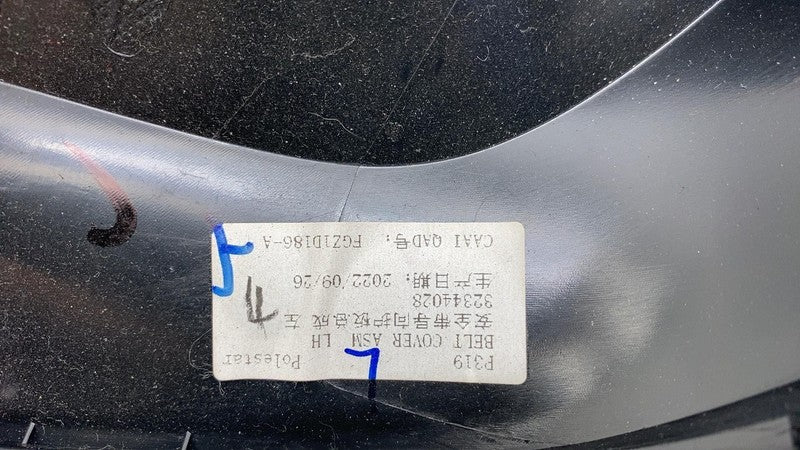 P319 Polestar
BELT COVER ASM LH
安全带导向护板总成 左
32344028
生产日期: 2022/09/26
CAAI QAD号: FGZ1D186-A